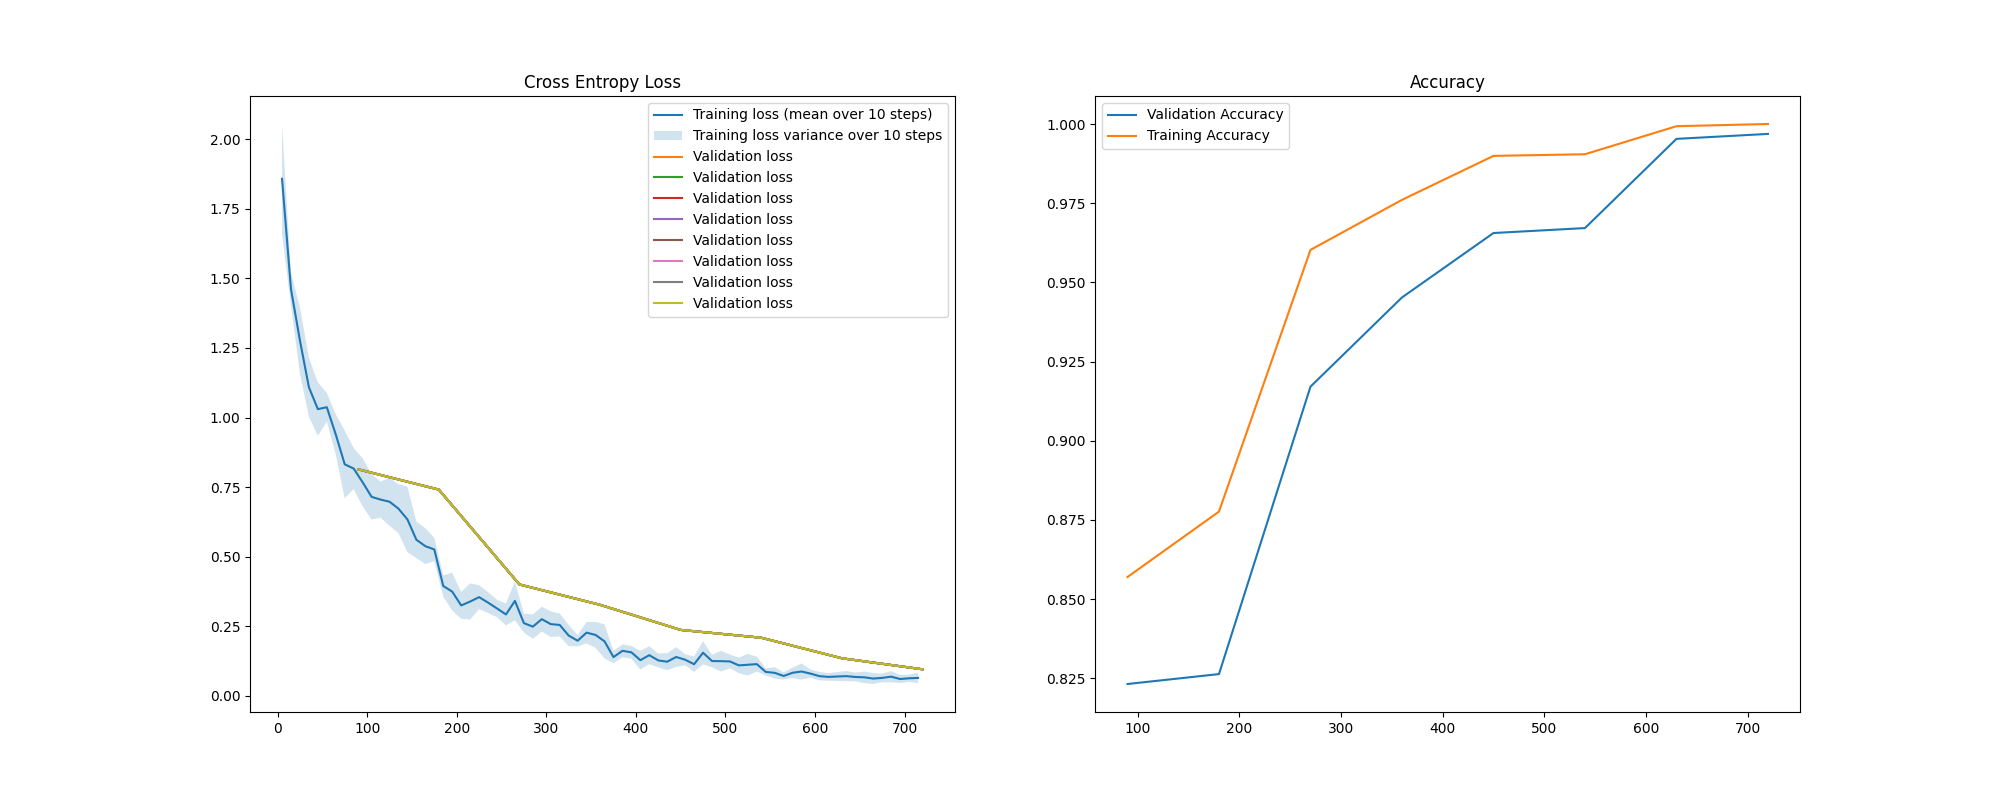 Cross Entropy Loss
Training loss (mean over 10 steps)
Training loss variance over 10 steps
Validation loss
Validation loss
Validation loss
Validation loss
Validation loss
Validation loss
Validation loss
Validation loss
2.00
1.75
1.50
1.25
1.00
0.75
0.50
0.25
0.00
0 100 200 300 400 500 600 700
Accuracy
Validation Accuracy
Training Accuracy
1.000
0.975
0.950
0.925
0.900
0.875
0.850
0.825
100 200 300 400 500 600 700